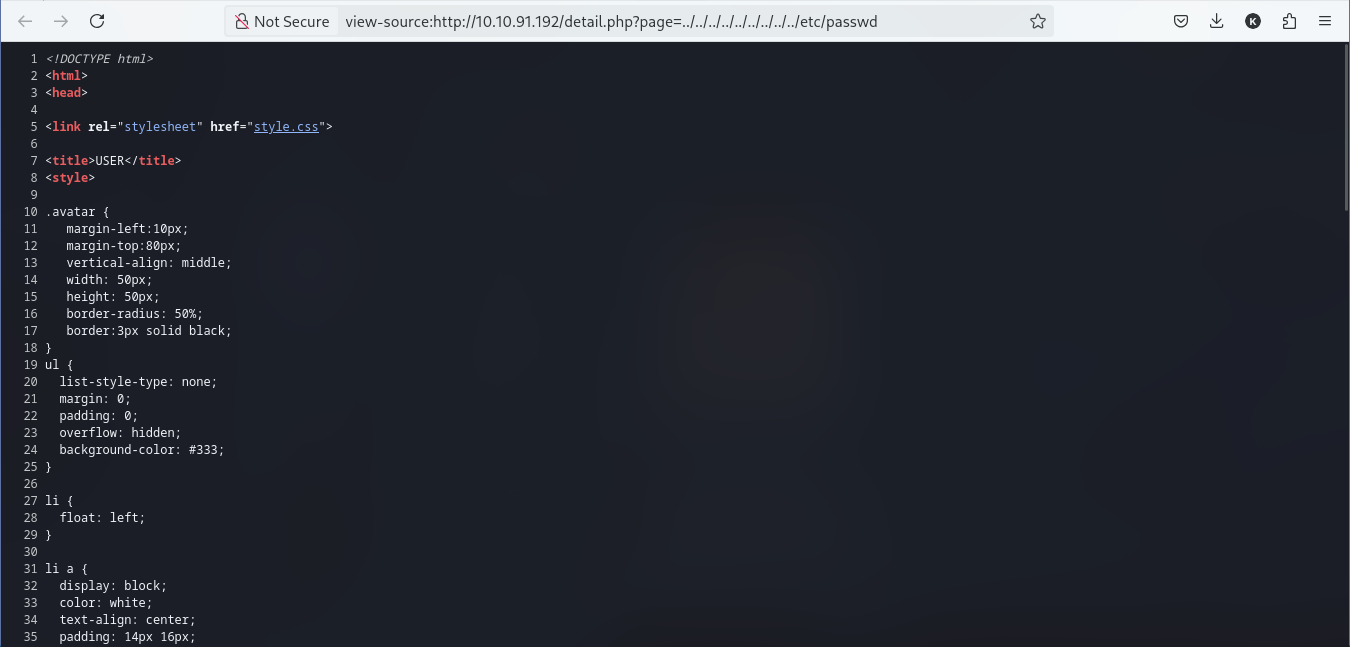 Not Secure view-source:http://10.10.91.192/detail.php?page=../../../../../../../../../etc/passwd K
1 <!DOCTYPE html>
2 <html>
3 <head>
4
5 <link rel="stylesheet" href="style.css">
6
7 <title>USER</title>
8 <style>
9
10 .avatar {
11 margin-left:10px;
12 margin-top:80px;
13 vertical-align: middle;
14 width: 50px;
15 height: 50px;
16 border-radius: 50%;
17 border:3px solid black;
18 }
19 ul {
20 list-style-type: none;
21 margin: 0;
22 padding: 0;
23 overflow: hidden;
24 background-color: #333;
25 }
26
27 li {
28 float: left;
29 }
30
31 li a {
32 display: block;
33 color: white;
34 text-align: center;
35 padding: 14px 16px;